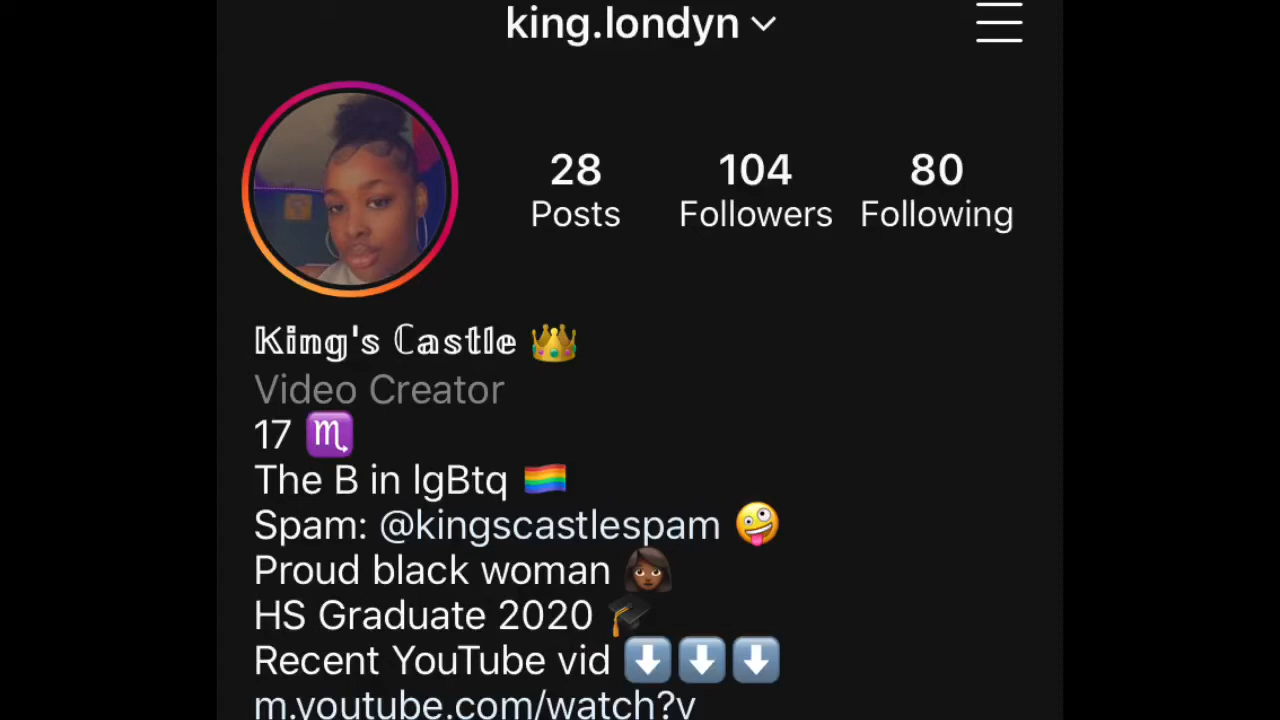 king.londyn
28 104 80
Posts Followers Following
𝕂𝕚𝕟𝕘'𝕤 ℂ𝕒𝕤𝕥𝕝𝕖 👑
Video Creator
17 ♏
The B in lgBtq 🏳️‍🌈
Spam: @kingscastlespam 🤪
Proud black woman 👩🏾
HS Graduate 2020 🎓
Recent YouTube vid ⬇️⬇️⬇️
m.youtube.com/watch?v